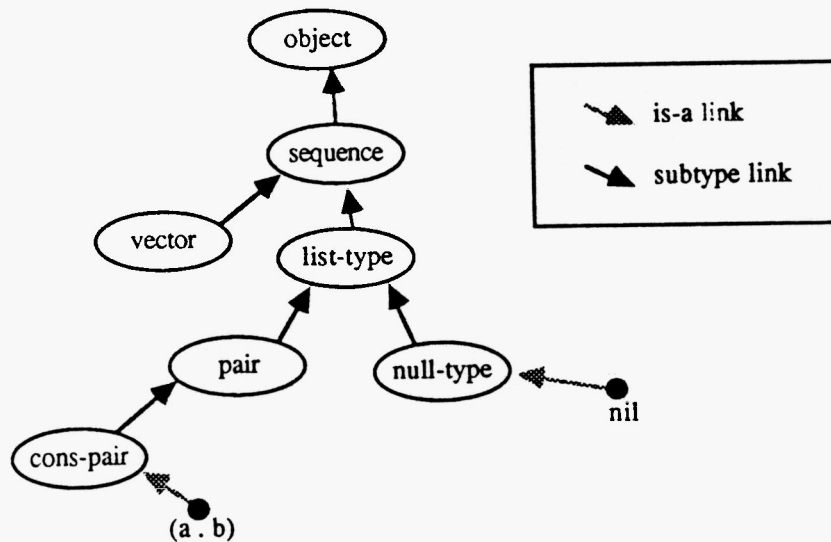 object
is-a link
sequence
subtype link
vector
list-type
pair
null-type
nil
cons-pair
(a . b)